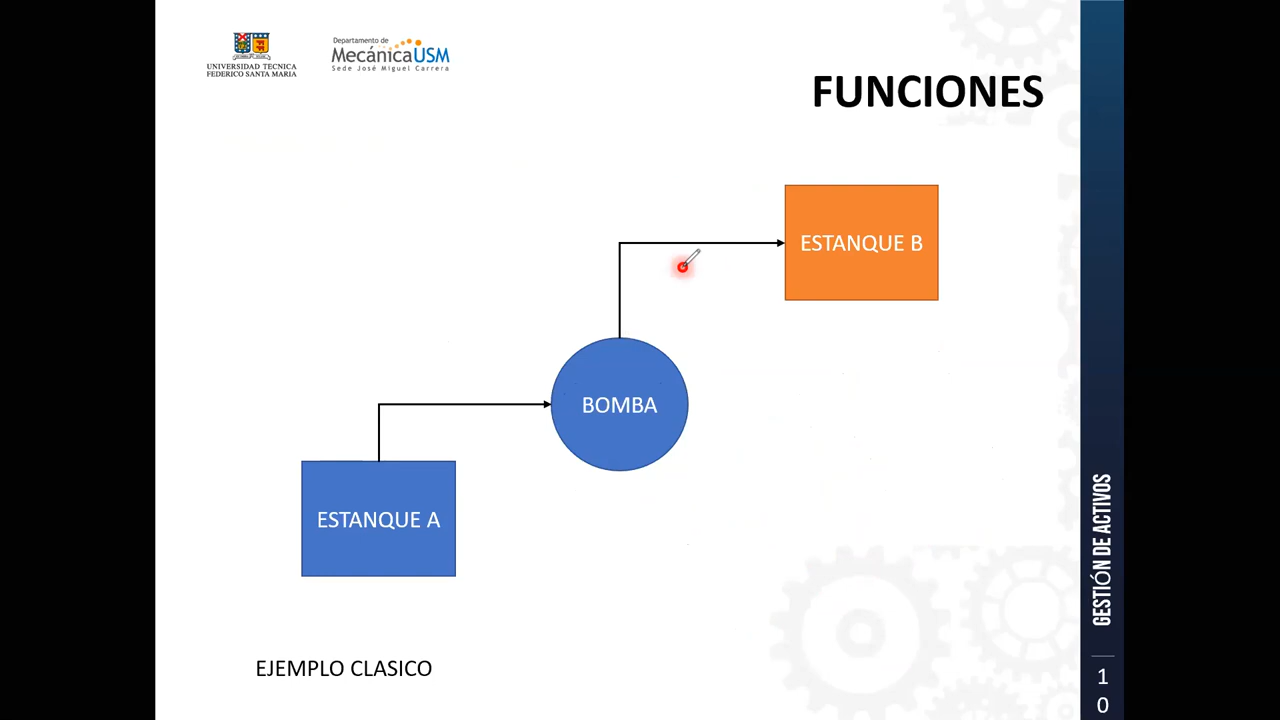 UNIVERSIDAD TECNICA
FEDERICO SANTA MARIA
Departamento de
MecánicaUSM
Sede José Miguel Carrera
FUNCIONES
ESTANQUE B
BOMBA
ESTANQUE A
EJEMPLO CLASICO
GESTIÓN DE ACTIVOS
1
0